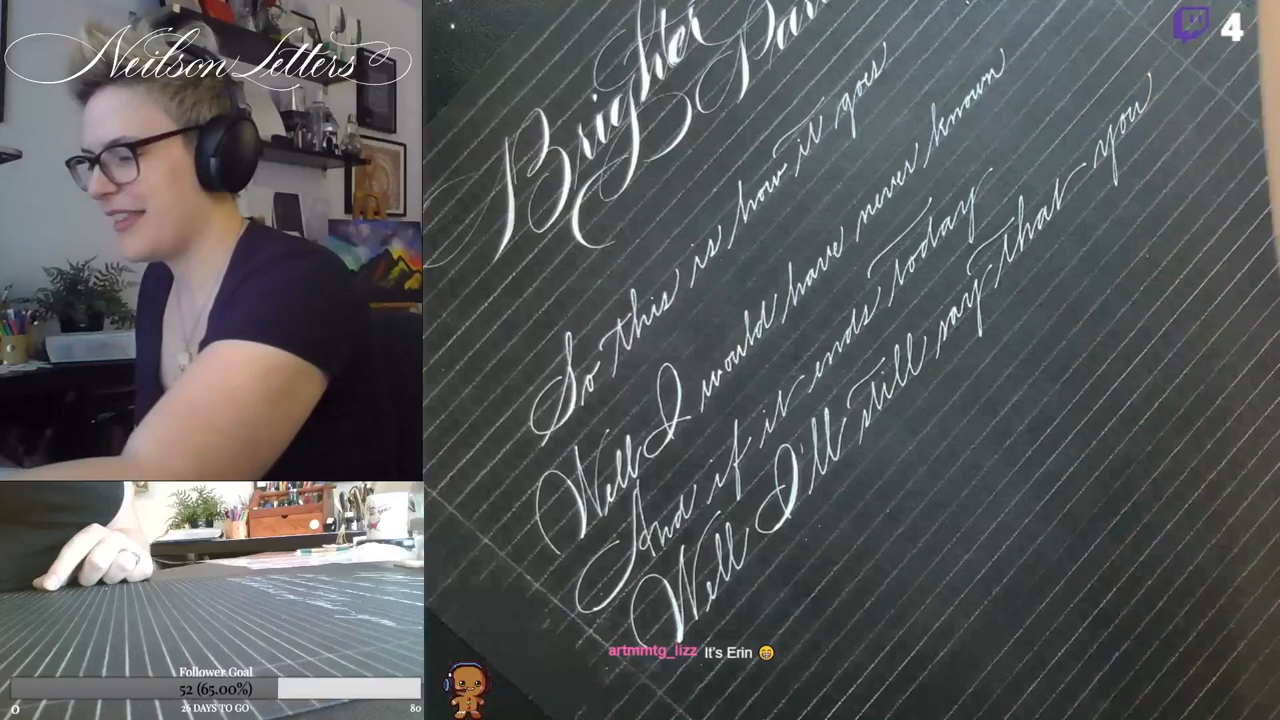 Neilson Letters
4
Brighter
So this is how it goes
Well I would have never known
And if it ends today
Well I'll still say that you
artmmtg_lizz It's Erin 😁
Follower Goal
52 (65.00%)
0 26 DAYS TO GO 80